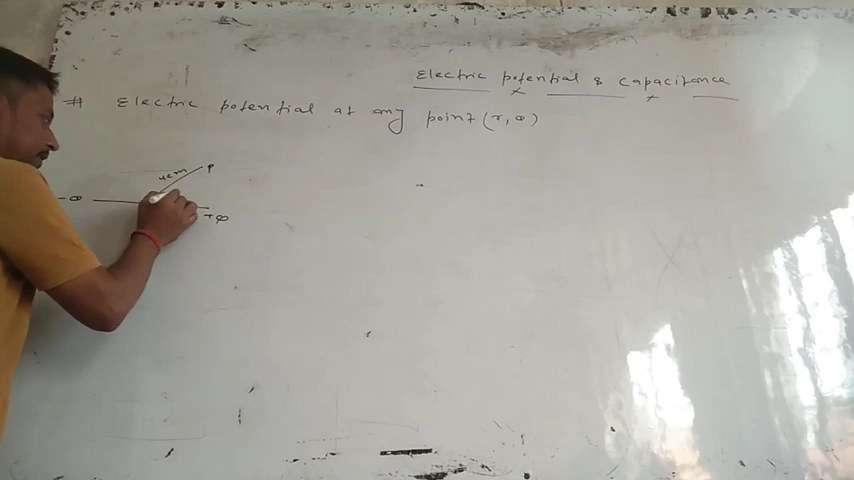 Electric potential & capacitance
# Electric potential at any point (r, θ)
4cm P
-Q
+Q